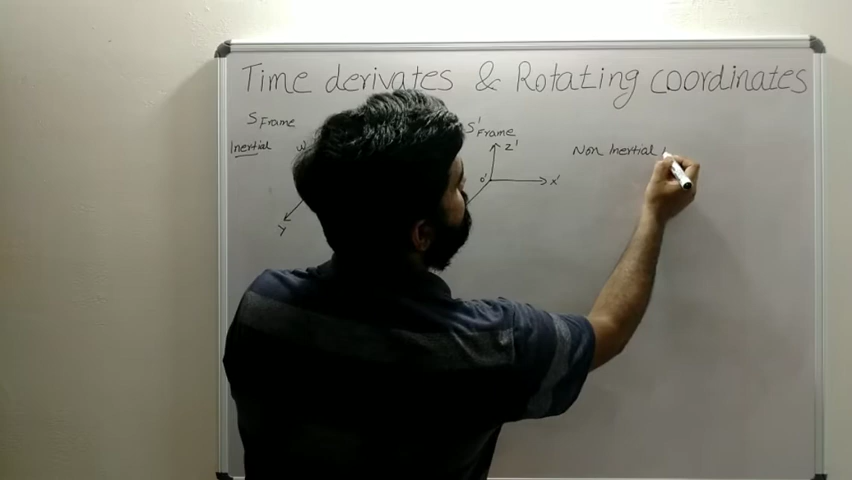 Time derivates & Rotating coordinates
S Frame
S' Frame
Inertial
Non Inertial
z'
o'
x'
y